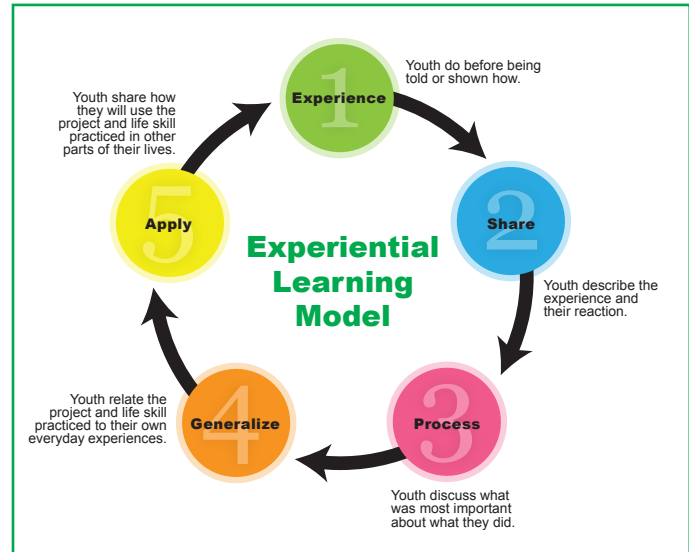 1
Experience
Youth do before being
told or shown how.
2
Share
Youth describe the
experience and
their reaction.
3
Process
Youth discuss what
was most important
about what they did.
4
Generalize
Youth relate the
project and life skill
practiced to their own
everyday experiences.
5
Apply
Youth share how
they will use the
project and life skill
practiced in other
parts of their lives.
Experiential
Learning
Model